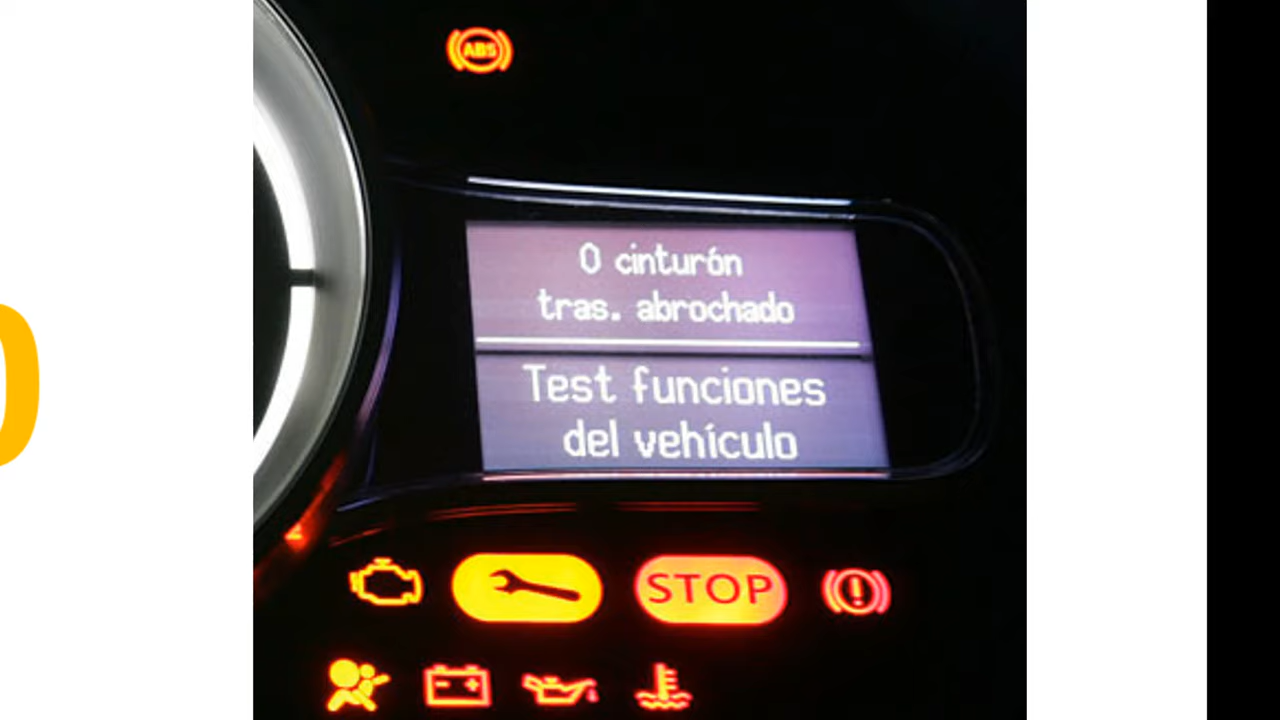 ABS
0 cinturón
tras. abrochado
Test funciones
del vehículo
STOP